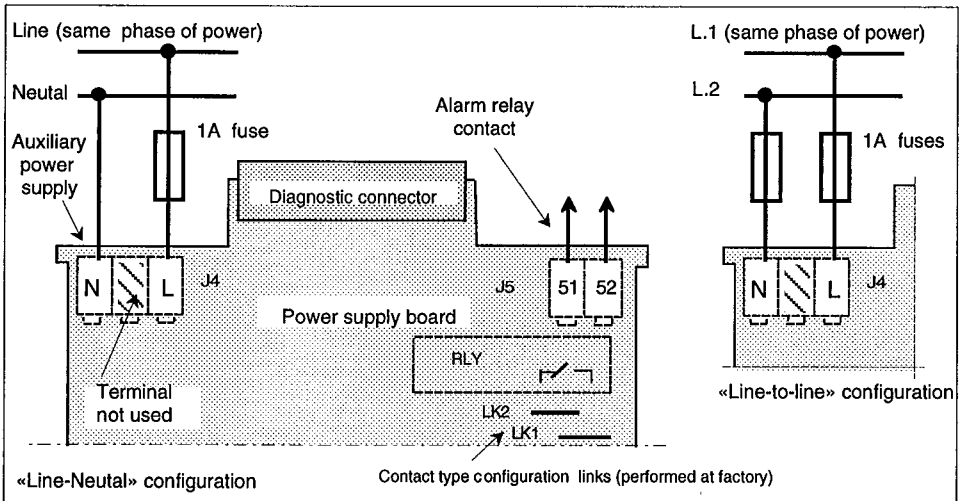 Line (same phase of power)
Neutal
1A fuse
Auxiliary
power
supply
Diagnostic connector
Alarm relay
contact
N
L
J4
J5
51
52
Power supply board
RLY
LK2
LK1
Terminal
not used
«Line-Neutal» configuration
Contact type configuration links (performed at factory)
L.1 (same phase of power)
L.2
1A fuses
N
L
J4
«Line-to-line» configuration